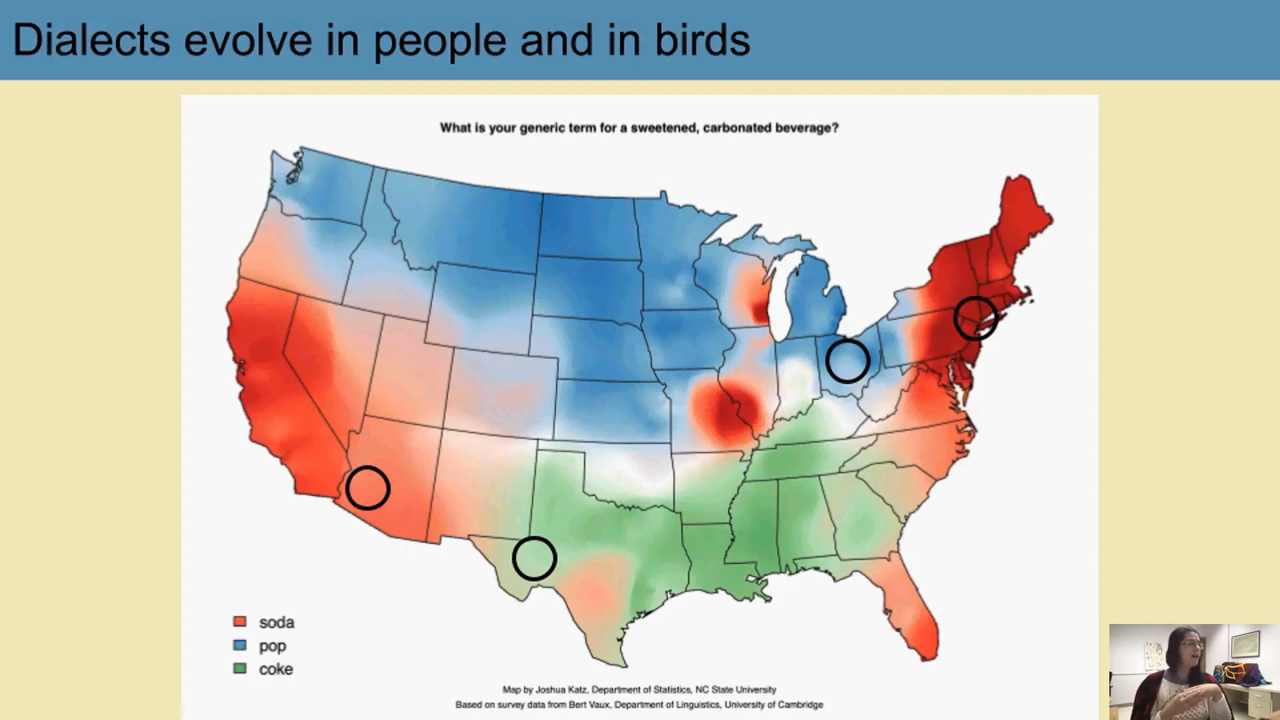 Dialects evolve in people and in birds
What is your generic term for a sweetened, carbonated beverage?
soda
pop
coke
Map by Joshua Katz, Department of Statistics, NC State University
Based on survey data from Bert Vaux, Department of Linguistics, University of Cambridge